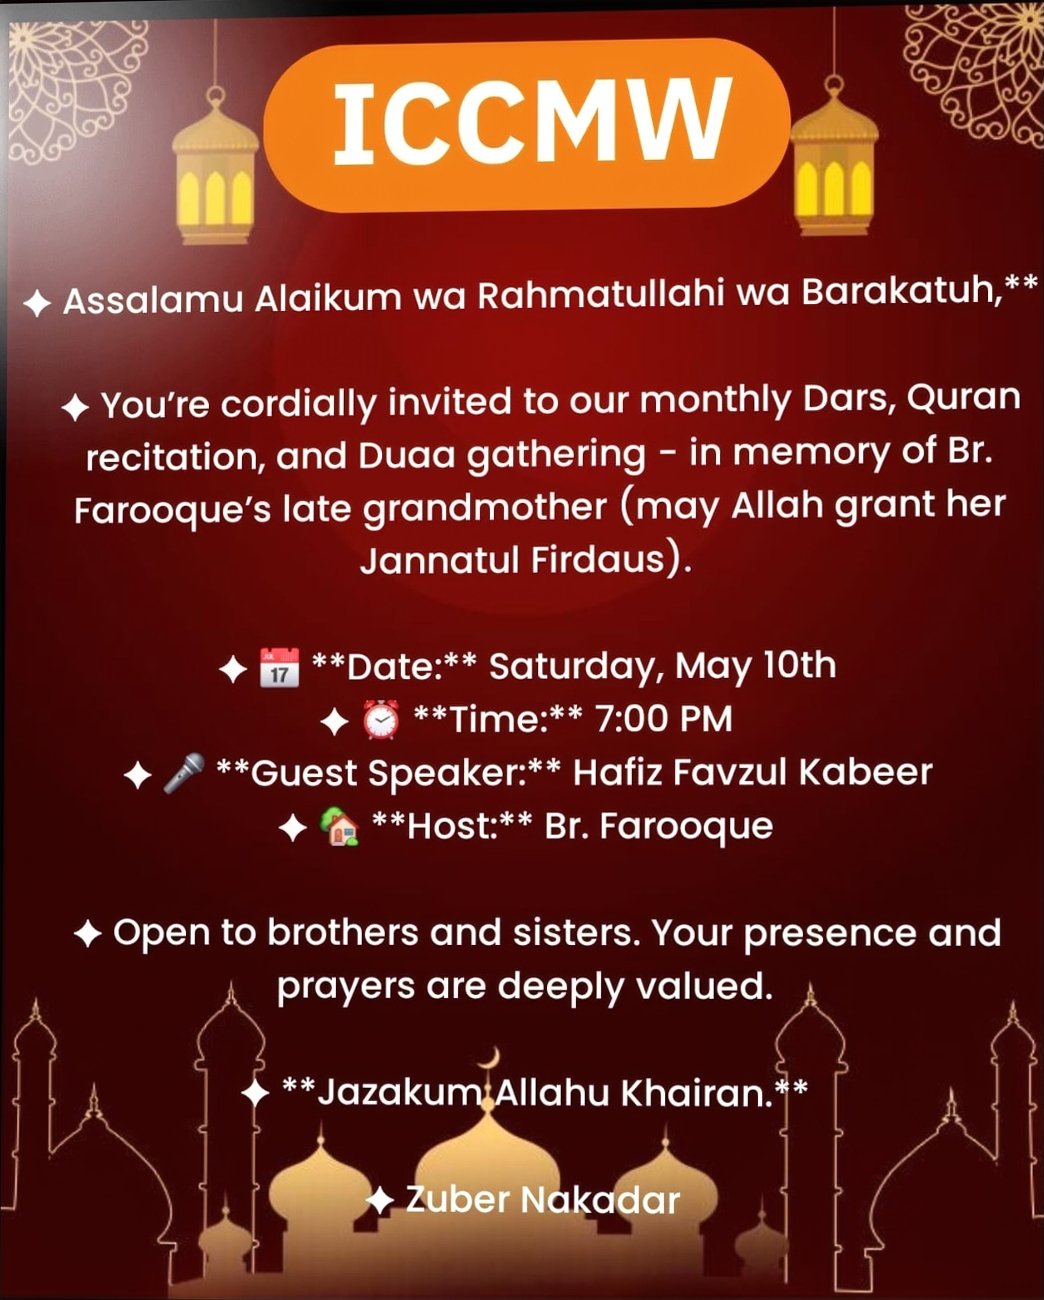 ICCMW
✦ Assalamu Alaikum wa Rahmatullahi wa Barakatuh,**
✦ You’re cordially invited to our monthly Dars, Quran
recitation, and Duaa gathering - in memory of Br.
Farooque’s late grandmother (may Allah grant her
Jannatul Firdaus).
✦ 📅 **Date:** Saturday, May 10th
✦ ⏰ **Time:** 7:00 PM
✦ 🎤 **Guest Speaker:** Hafiz Favzul Kabeer
✦ 🏡 **Host:** Br. Farooque
✦ Open to brothers and sisters. Your presence and
prayers are deeply valued.
✦ **Jazakum Allahu Khairan.**
✦ Zuber Nakadar